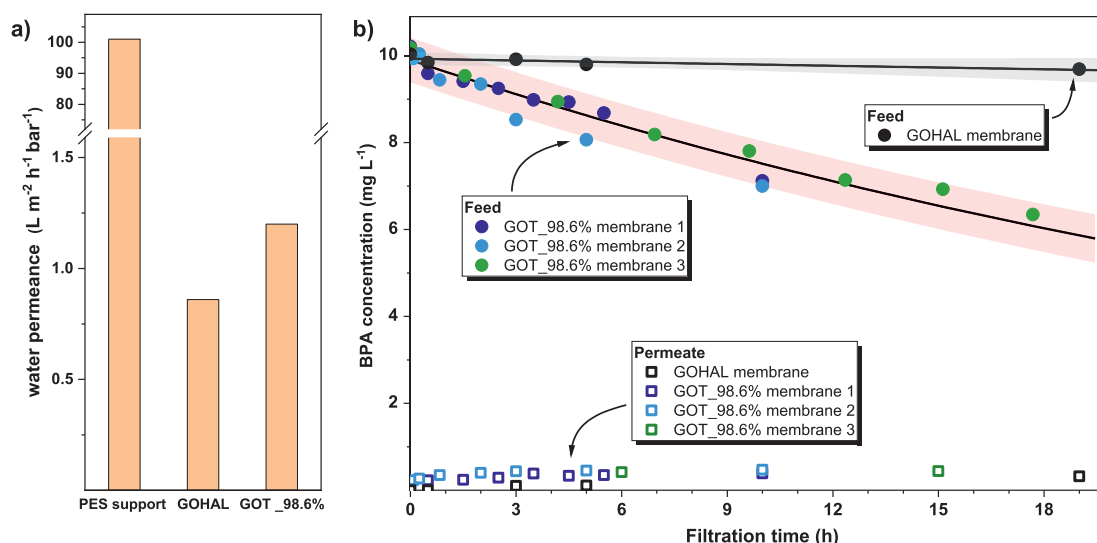 a)
water permeance (L m⁻² h⁻¹ bar⁻¹)
100
95
90
85
80
1.5
1.0
0.5
PES support
GOHAL
GOT _98.6%
b)
BPA concentration (mg L⁻¹)
10
8
6
4
2
0
3
6
9
12
15
18
Filtration time (h)
Feed
GOHAL membrane
Feed
GOT_98.6% membrane 1
GOT_98.6% membrane 2
GOT_98.6% membrane 3
Permeate
GOHAL membrane
GOT_98.6% membrane 1
GOT_98.6% membrane 2
GOT_98.6% membrane 3